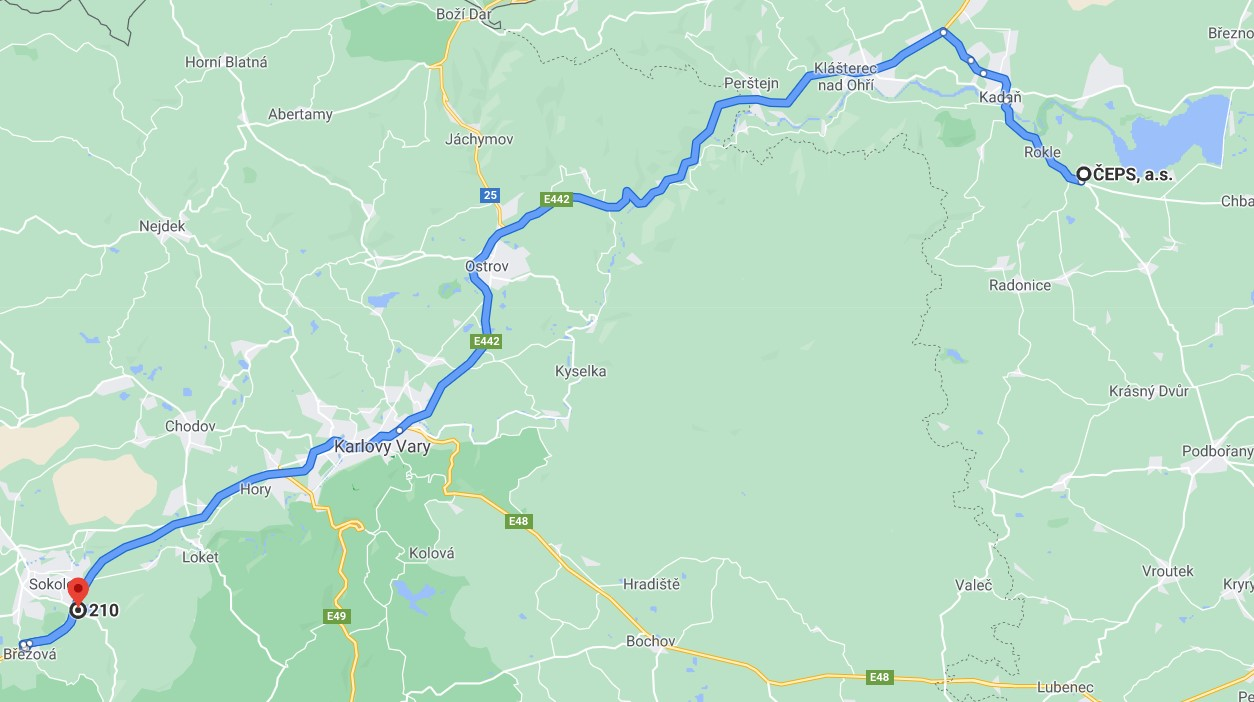 Boží Dar
Březno
Horní Blatná
Klášterec
nad Ohří
Perštejn
Kadaň
Abertamy
Jáchymov
Rokle
ČEPS, a.s.
25
E442
Chba
Nejdek
Ostrov
Radonice
E442
Kyselka
Krásný Dvůr
Chodov
Karlovy Vary
Podbořany
Hory
E48
Kolová
Loket
Vroutek
Sokolo
Hradiště
Valeč
Kryry
210
E49
Bochov
Březová
E48
Lubenec
Pe